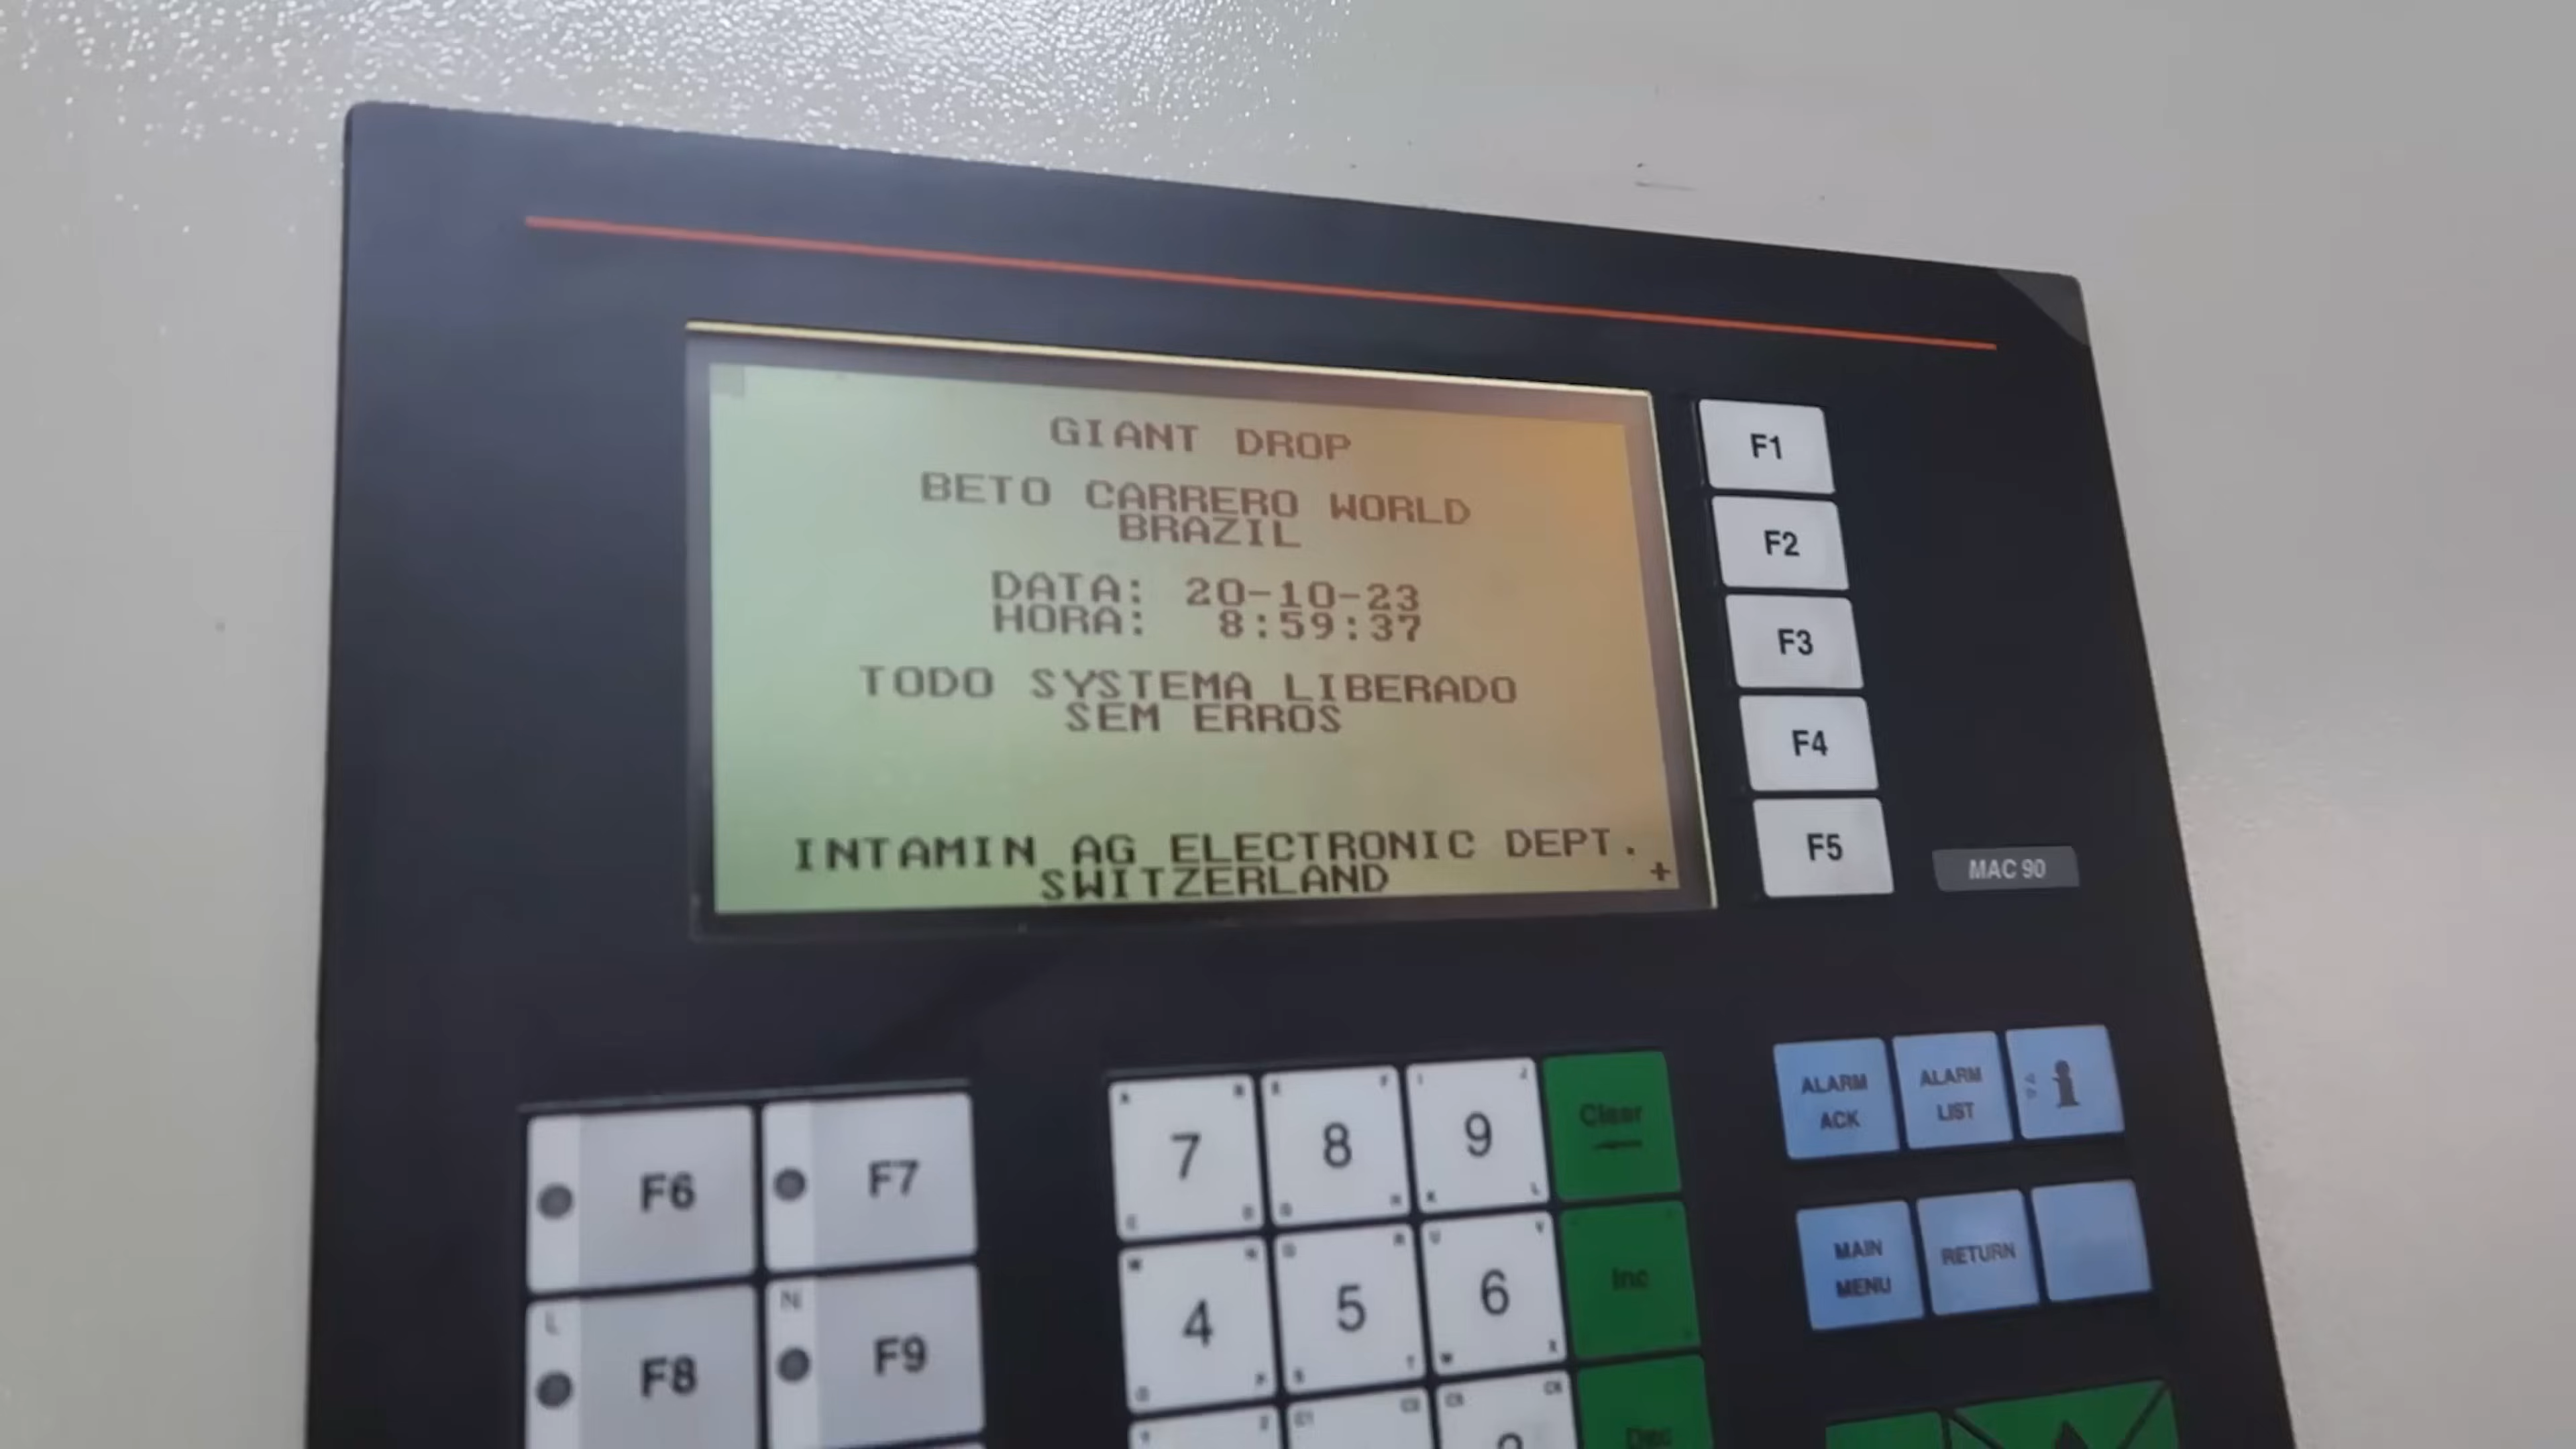 GIANT DROP
BETO CARRERO WORLD
BRAZIL
DATA: 20-10-23
HORA: 8:59:37
TODO SYSTEMA LIBERADO
SEM ERROS
INTAMIN AG ELECTRONIC DEPT.
SWITZERLAND
+
F1
F2
F3
F4
F5
MAC 90
ALARM ACK
ALARM LIST
i
MAIN MENU
RETURN
F6
F7
L
F8
N
F9
7
8
9
Clear
4
5
6
Inc
Dec